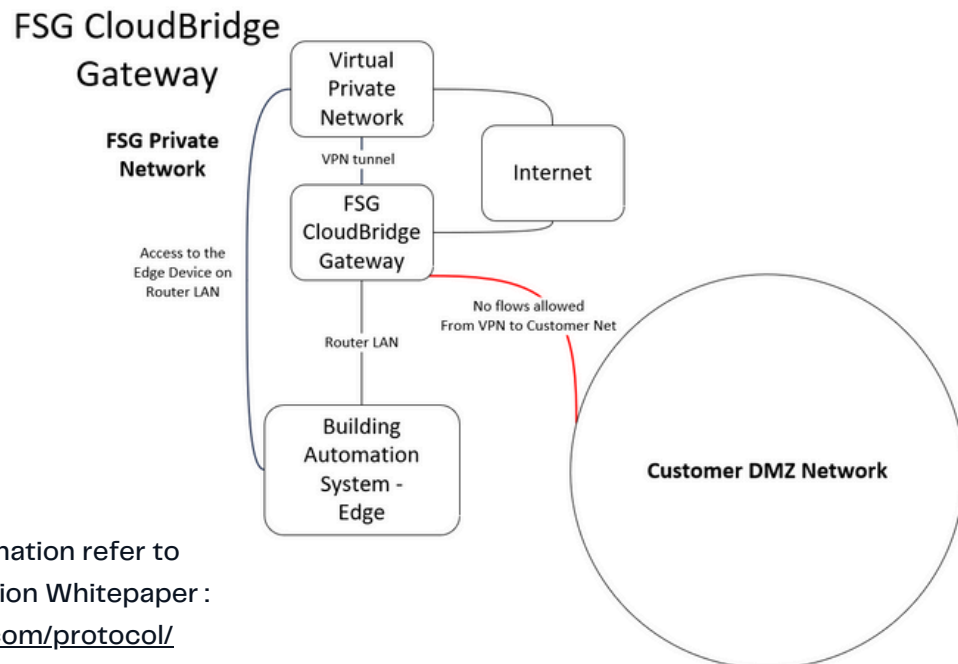 FSG CloudBridge
Gateway
Virtual
Private
Network
FSG Private
Network
VPN tunnel
Internet
FSG
CloudBridge
Gateway
Access to the
Edge Device on
Router LAN
No flows allowed
From VPN to Customer Net
Router LAN
Building
Automation
System -
Edge
Customer DMZ Network
mation refer to
ion Whitepaper :
com/protocol/